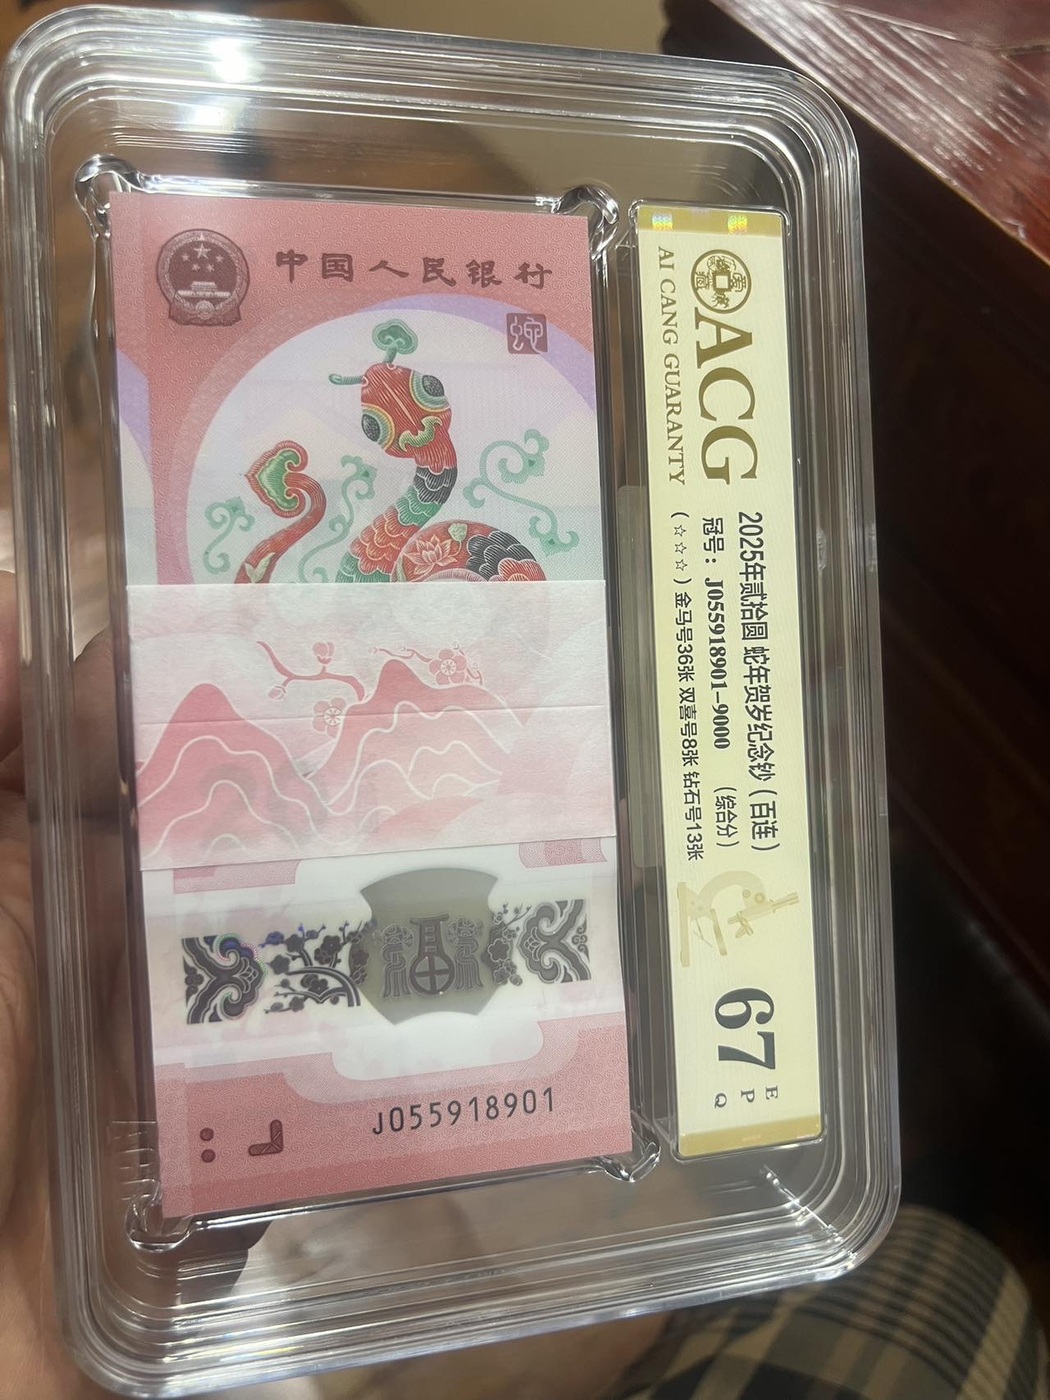 中国人民银行
蛇
J055918901
ACG
AI CANG GUARANTY
2025年贰拾圆 蛇年贺岁纪念钞（百连）
冠号：J055918901-9000 （综合分）
（☆☆☆）金马号36张 双喜号8张 钻石号13张
67
E
P
Q